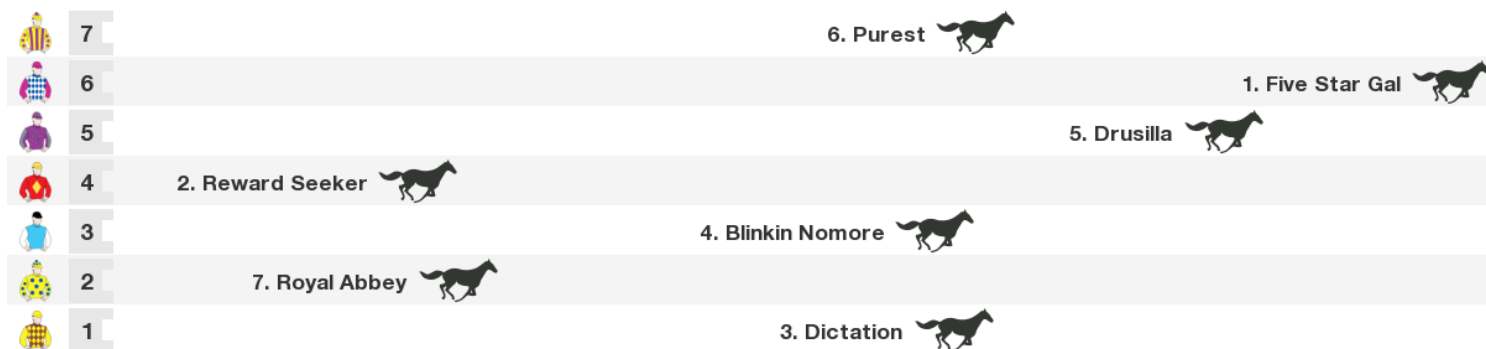 7 6. Purest
6 1. Five Star Gal
5 5. Drusilla
4 2. Reward Seeker
3 4. Blinkin Nomore
2 7. Royal Abbey
1 3. Dictation